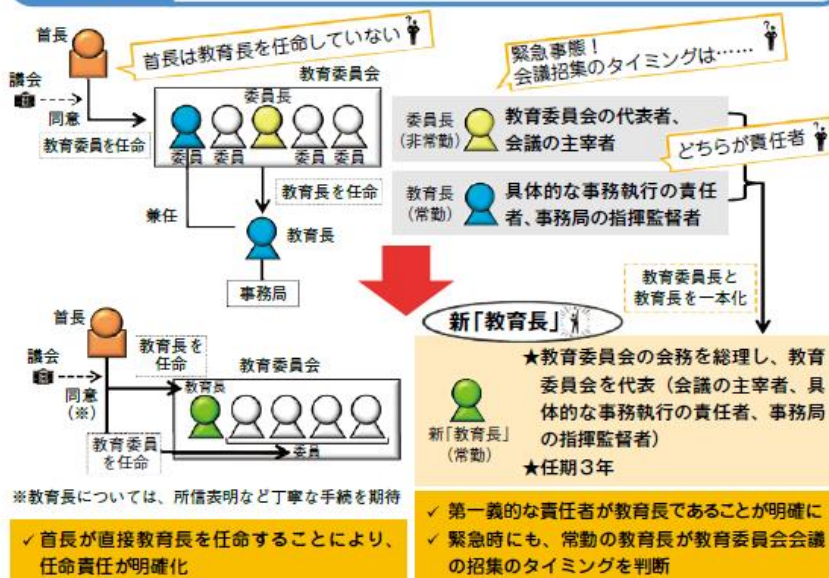 首長
首長は教育長を任命していない
緊急事態！
会議招集のタイミングは……
議会
同意
教育委員を任命
教育委員会
委員長
委員
委員
委員
委員
教育長を任命
兼任
教育長
事務局
委員長
(非常勤)
教育委員会の代表者、
会議の主宰者
どちらが責任者
教育長
(常勤)
具体的な事務執行の責任
者、事務局の指揮監督者
教育委員長と
教育長を一本化
首長
議会
同意
(※)
教育長を
任命
教育委員
を任命
教育委員会
教育長
委員
※教育長については、所信表明など丁寧な手続を期待
✓ 首長が直接教育長を任命することにより、
任命責任が明確化
新「教育長」
新「教育長」
(常勤)
★教育委員会の会務を総理し、教育
委員会を代表（会議の主宰者、具
体的な事務執行の責任者、事務局
の指揮監督者）
★任期３年
✓ 第一義的な責任者が教育長であることが明確に
✓ 緊急時にも、常勤の教育長が教育委員会会議
の招集のタイミングを判断